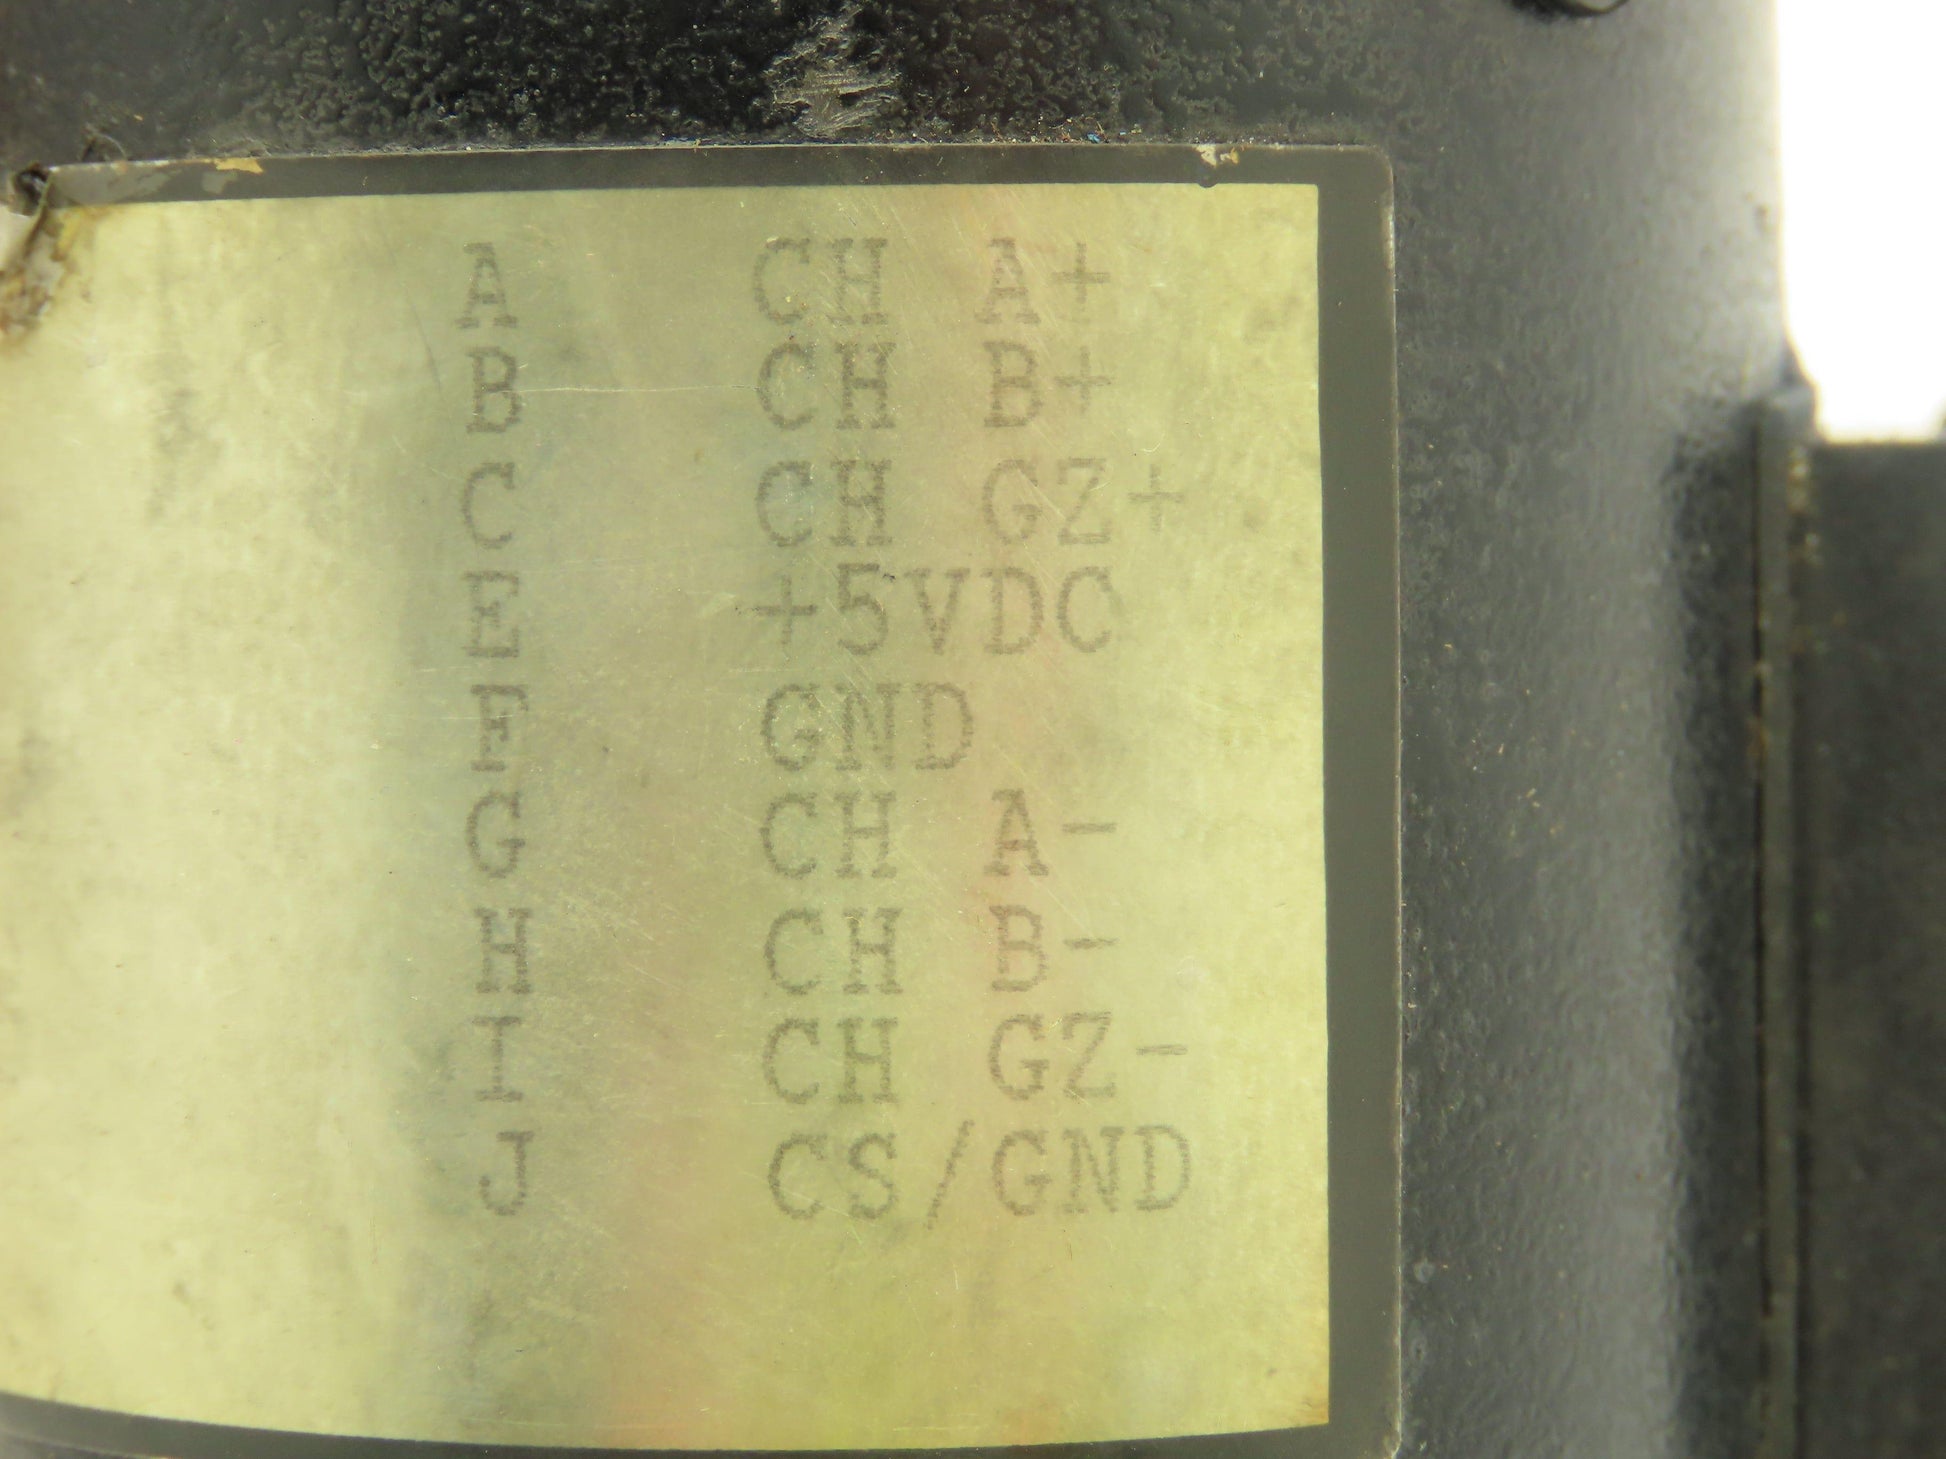 A CH A+
B CH B+
C CH GZ+
E +5VDC
F GND
G CH A-
H CH B-
I CH GZ-
J CS/GND